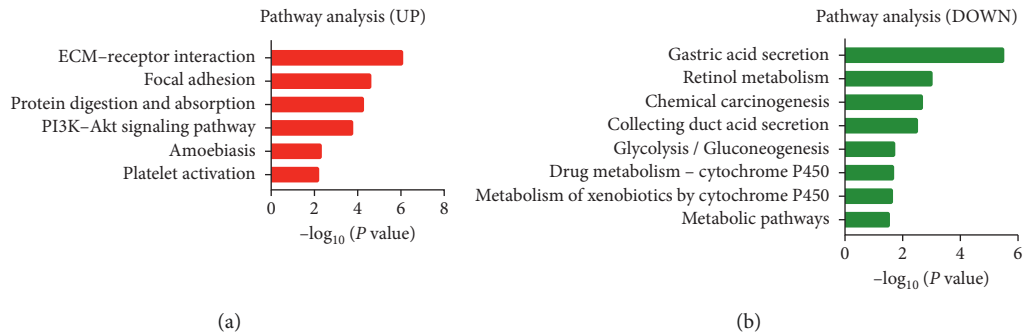 Pathway analysis (UP)
ECM–receptor interaction
Focal adhesion
Protein digestion and absorption
PI3K–Akt signaling pathway
Amoebiasis
Platelet activation
0 2 4 6 8
–log10 (P value)
(a)
Pathway analysis (DOWN)
Gastric acid secretion
Retinol metabolism
Chemical carcinogenesis
Collecting duct acid secretion
Glycolysis / Gluconeogenesis
Drug metabolism – cytochrome P450
Metabolism of xenobiotics by cytochrome P450
Metabolic pathways
0 2 4 6
–log10 (P value)
(b)